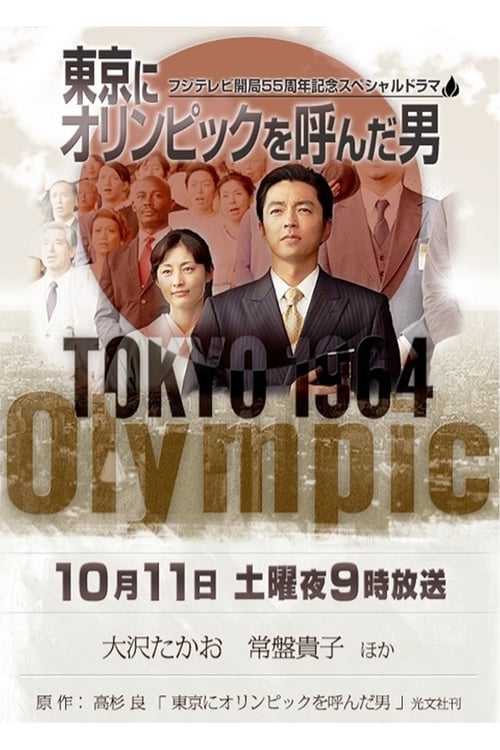 東京に
フジテレビ開局55周年記念スペシャルドラマ
オリンピックを呼んだ男
TOKYO 1964
Olympic
10月11日 土曜夜9時放送
大沢たかお 常盤貴子 ほか
原作：高杉 良「東京にオリンピックを呼んだ男」光文社刊